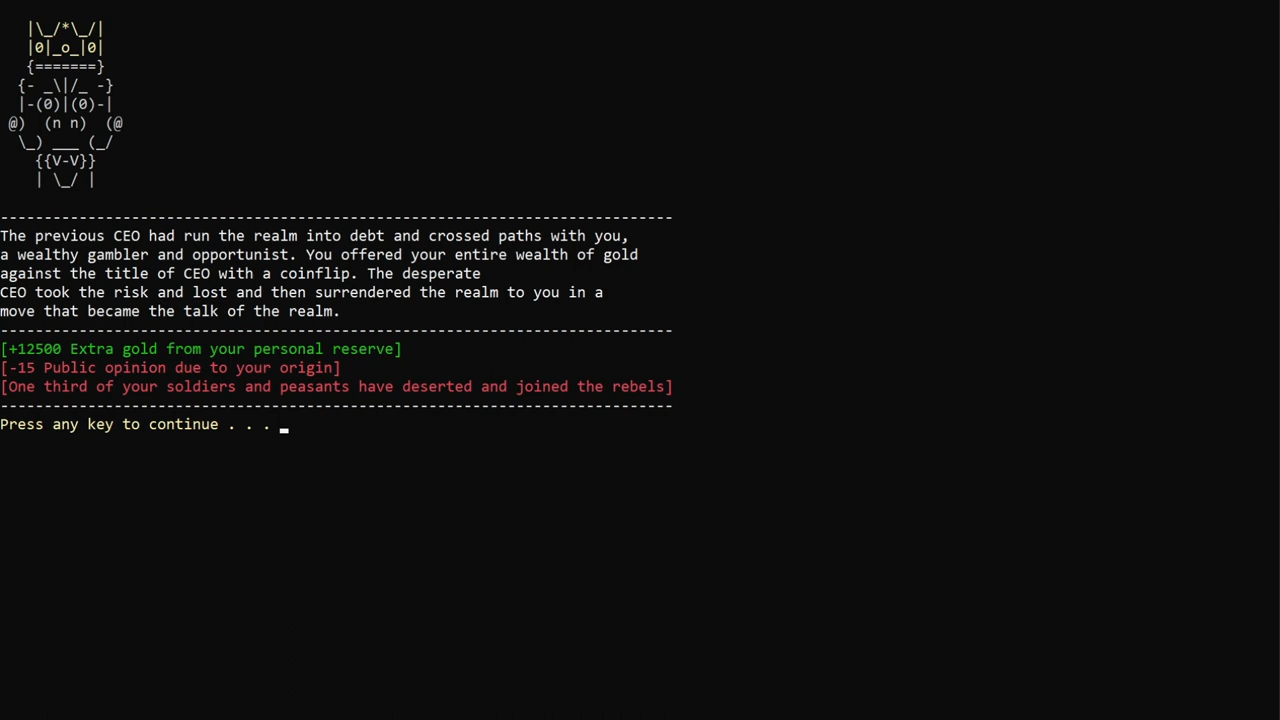 |\_/*\_/|
|0|_o_|0|
{=======}
{- _\|/_ -}
|-(0)|(0)-|
@)  (n n)  (@
\_) ___ (_/
{{V-V}}
| \_/ |
-----------------------------------------------------------------------------
The previous CEO had run the realm into debt and crossed paths with you,
a wealthy gambler and opportunist. You offered your entire wealth of gold
against the title of CEO with a coinflip. The desperate
CEO took the risk and lost and then surrendered the realm to you in a
move that became the talk of the realm.
-----------------------------------------------------------------------------
[+12500 Extra gold from your personal reserve]
[-15 Public opinion due to your origin]
[One third of your soldiers and peasants have deserted and joined the rebels]
-----------------------------------------------------------------------------
Press any key to continue . . . _